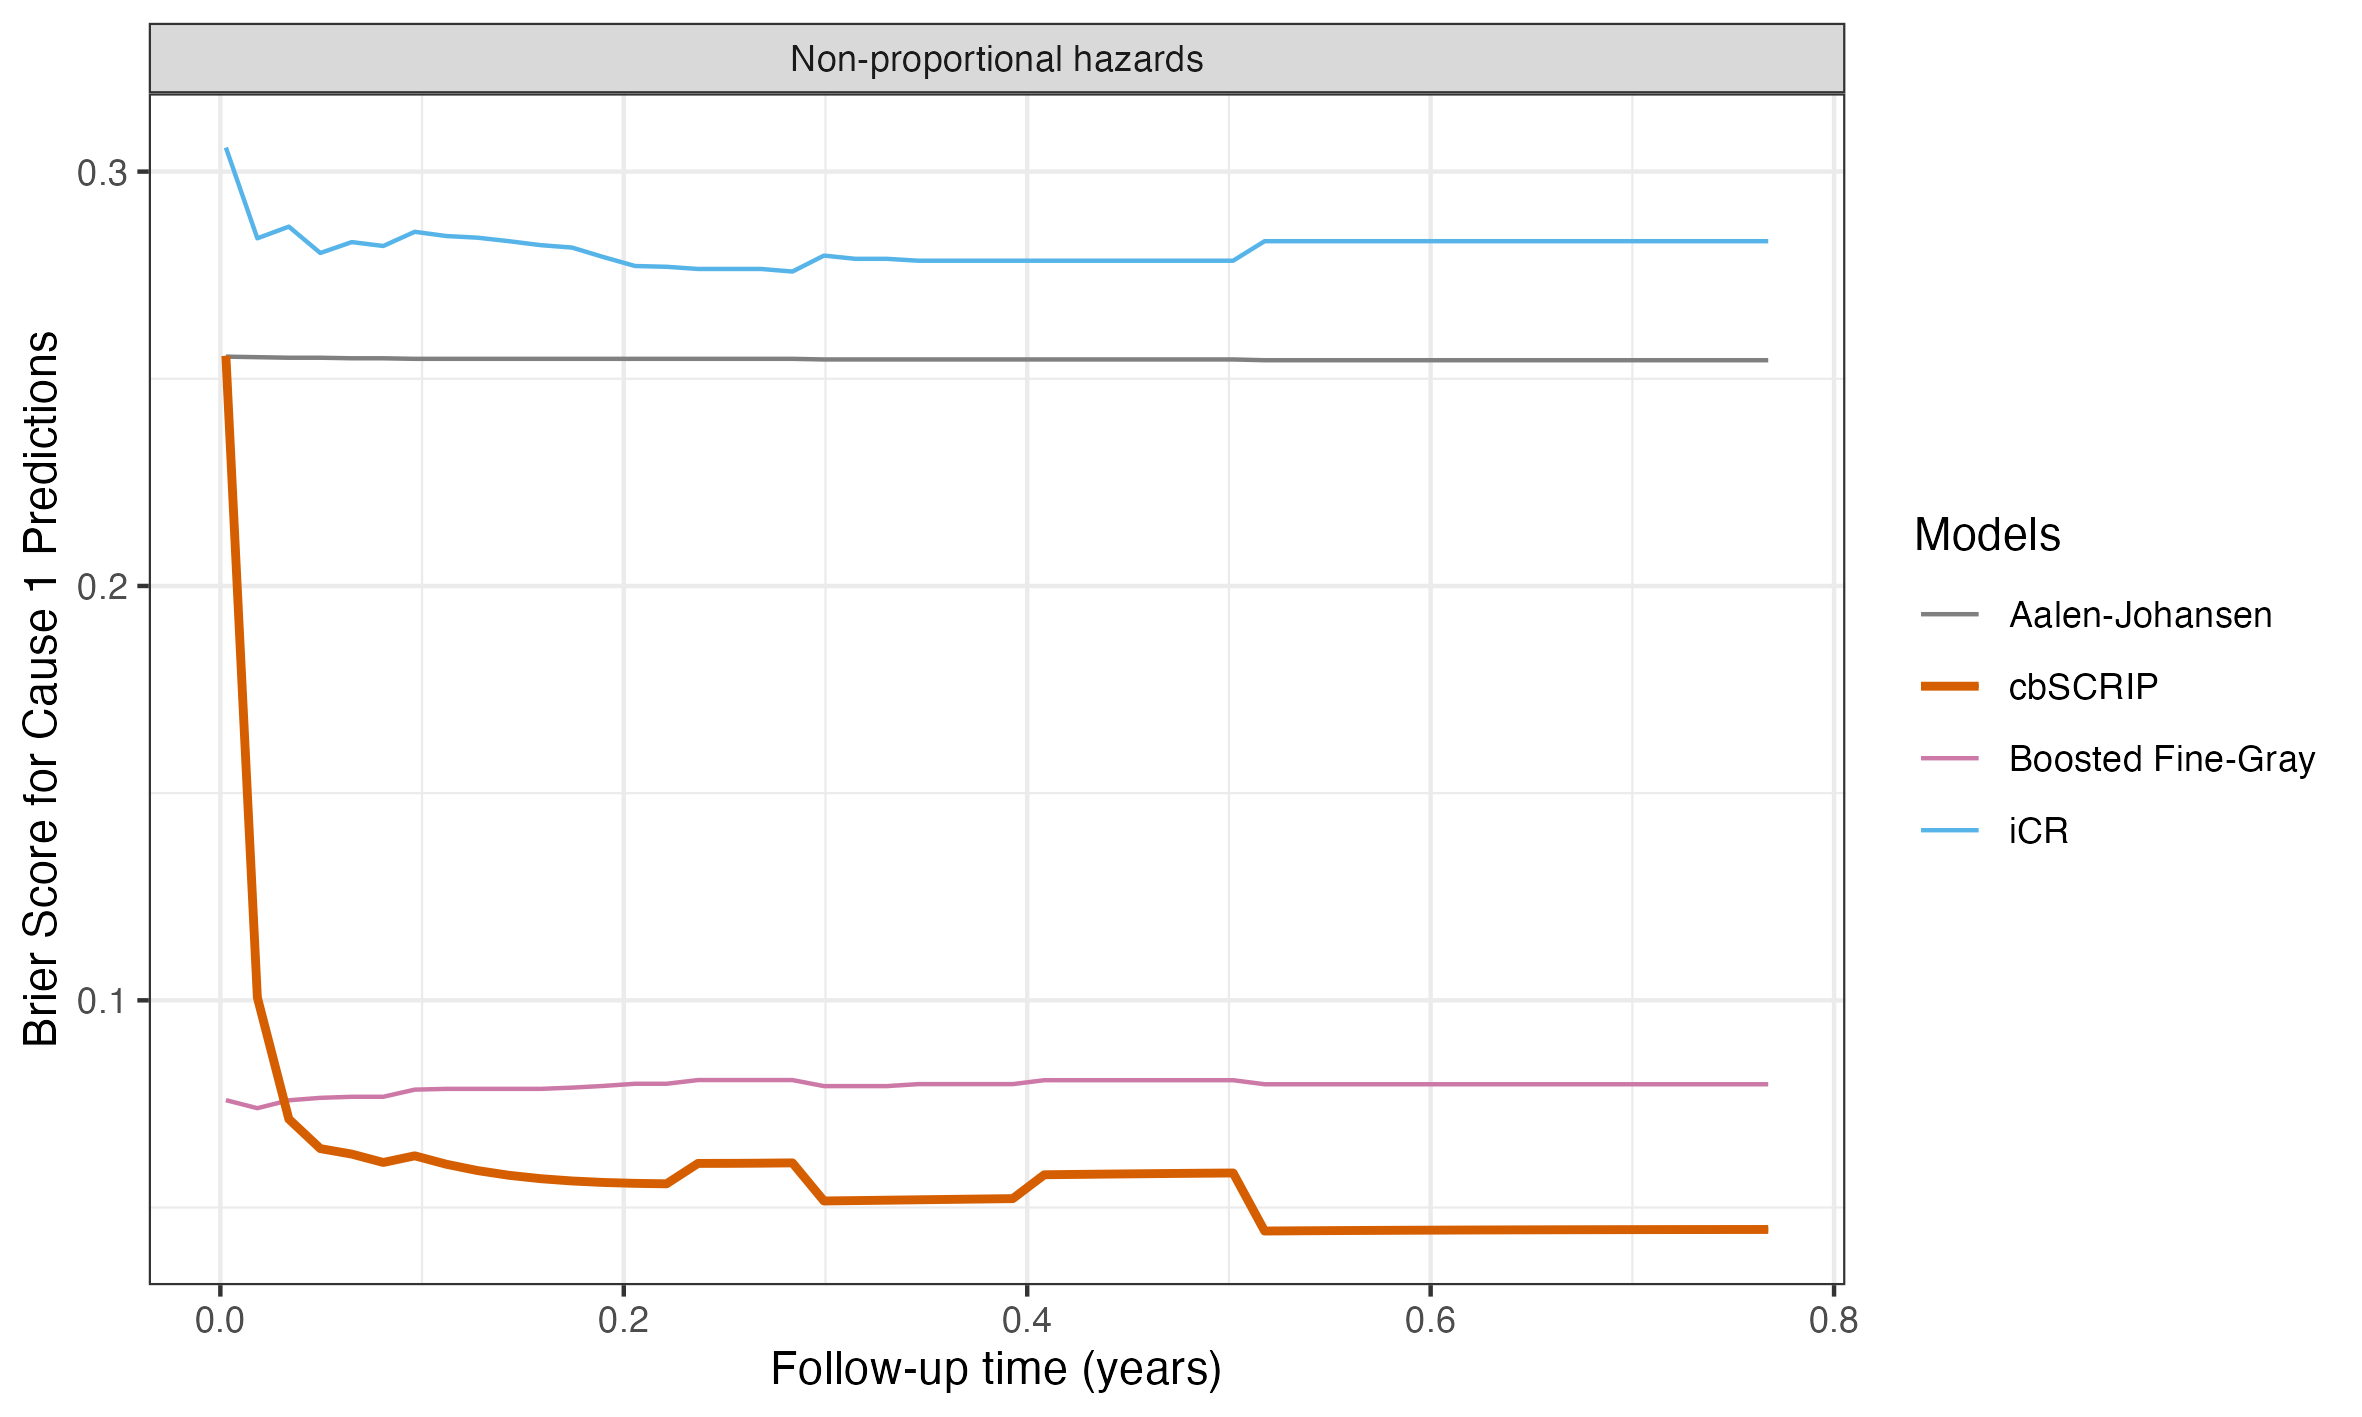 Non-proportional hazards
0.3
0.2
0.1
Brier Score for Cause 1 Predictions
0.0 0.2 0.4 0.6 0.8
Follow-up time (years)
Models
Aalen-Johansen
cbSCRIP
Boosted Fine-Gray
iCR